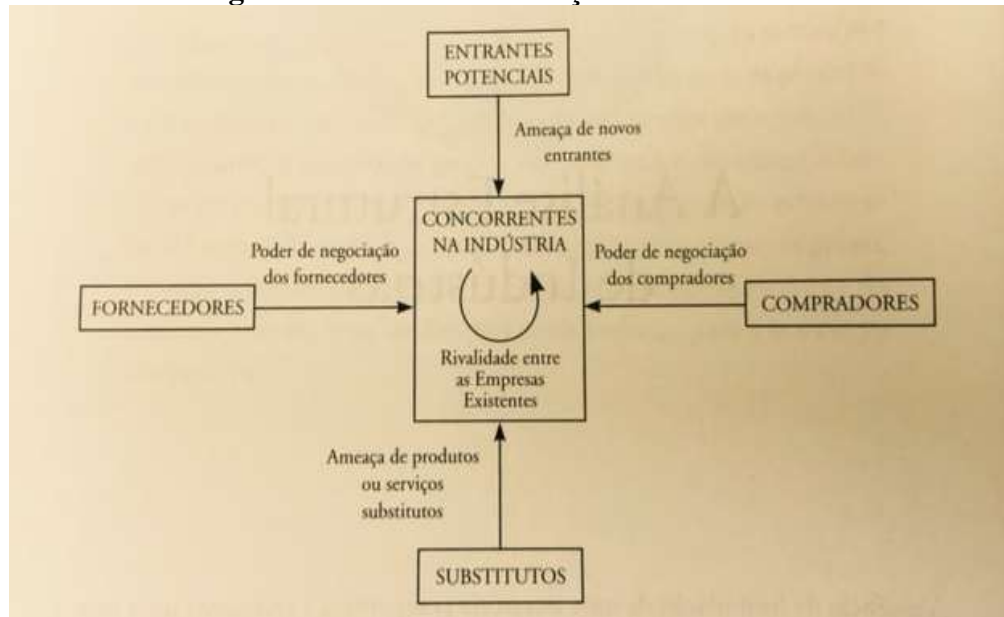 ENTRANTES
POTENCIAIS
Ameaça de novos
entrantes
CONCORRENTES
NA INDÚSTRIA
Poder de negociação
dos fornecedores
Poder de negociação
dos compradores
FORNECEDORES
COMPRADORES
Rivalidade entre
as Empresas
Existentes
Ameaça de produtos
ou serviços
substitutos
SUBSTITUTOS